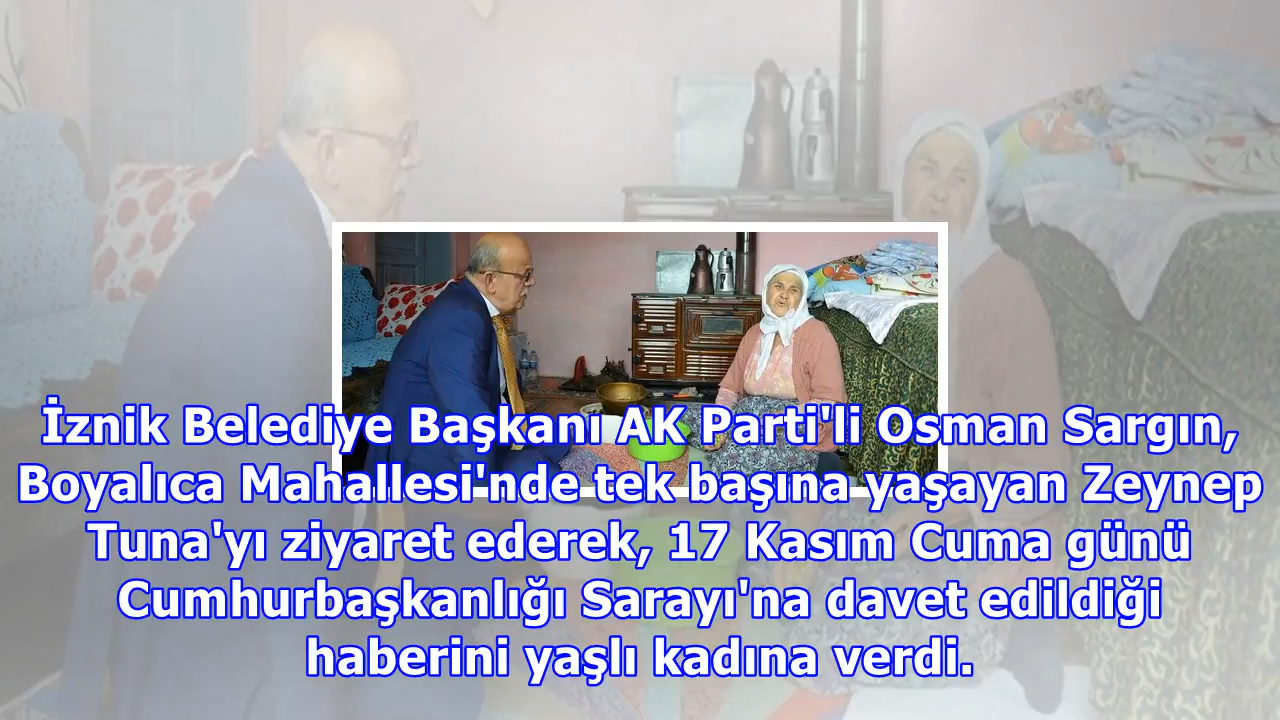 İznik Belediye Başkanı AK Parti'li Osman Sargın,
Boyalıca Mahallesi'nde tek başına yaşayan Zeynep
Tuna'yı ziyaret ederek, 17 Kasım Cuma günü
Cumhurbaşkanlığı Sarayı'na davet edildiği
haberini yaşlı kadına verdi.